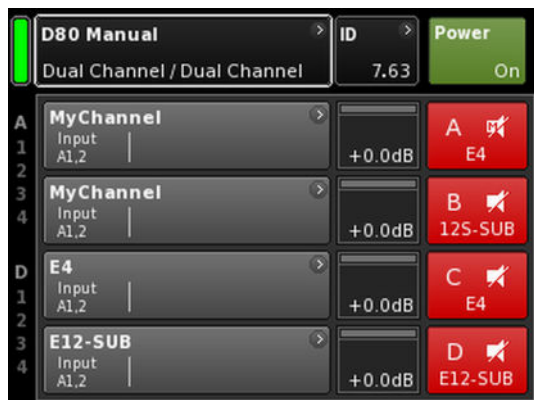 D80 Manual
Dual Channel / Dual Channel
ID
7.63
Power
On
A
1
2
3
4
D
1
2
3
4
MyChannel
Input
A1,2
+0.0dB
A
E4
MyChannel
Input
A1,2
+0.0dB
B
12S-SUB
E4
Input
A1,2
+0.0dB
C
E4
E12-SUB
Input
A1,2
+0.0dB
D
E12-SUB